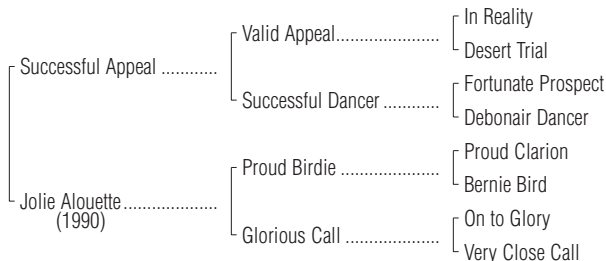 In Reality
Valid Appeal....................
Desert Trial
Successful Appeal ............
Fortunate Prospect
Successful Dancer ............
Debonair Dancer
Proud Clarion
Proud Birdie ....................
Bernie Bird
Jolie Alouette....................
(1990)
On to Glory
Glorious Call ...................
Very Close Call